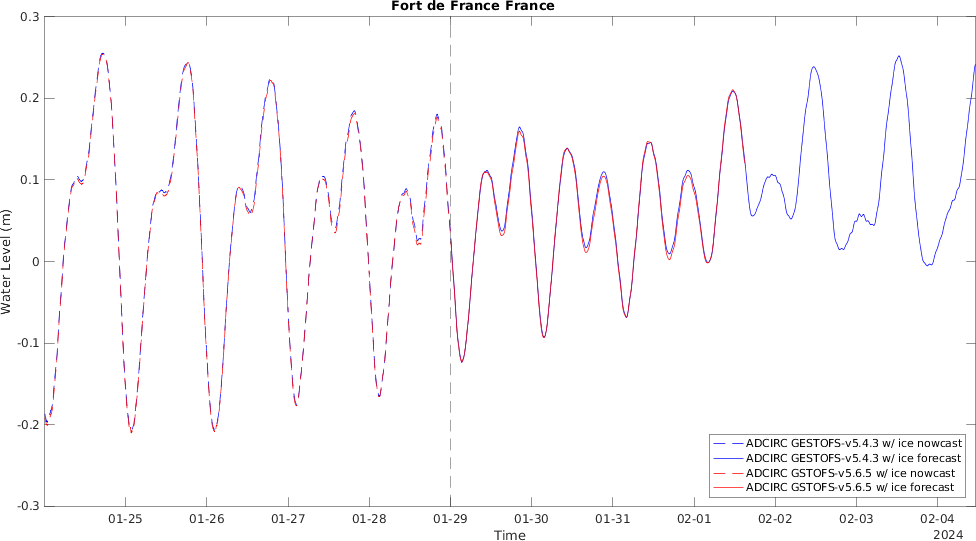 Fort de France France
0.3
0.2
0.1
0
-0.1
-0.2
-0.3
Water Level (m)
01-25 01-26 01-27 01-28 01-29 01-30 01-31 02-01 02-02 02-03 02-04
Time
2024
ADCIRC GESTOFS-v5.4.3 w/ ice nowcast
ADCIRC GESTOFS-v5.4.3 w/ ice forecast
ADCIRC GSTOFS-v5.6.5 w/ ice nowcast
ADCIRC GSTOFS-v5.6.5 w/ ice forecast